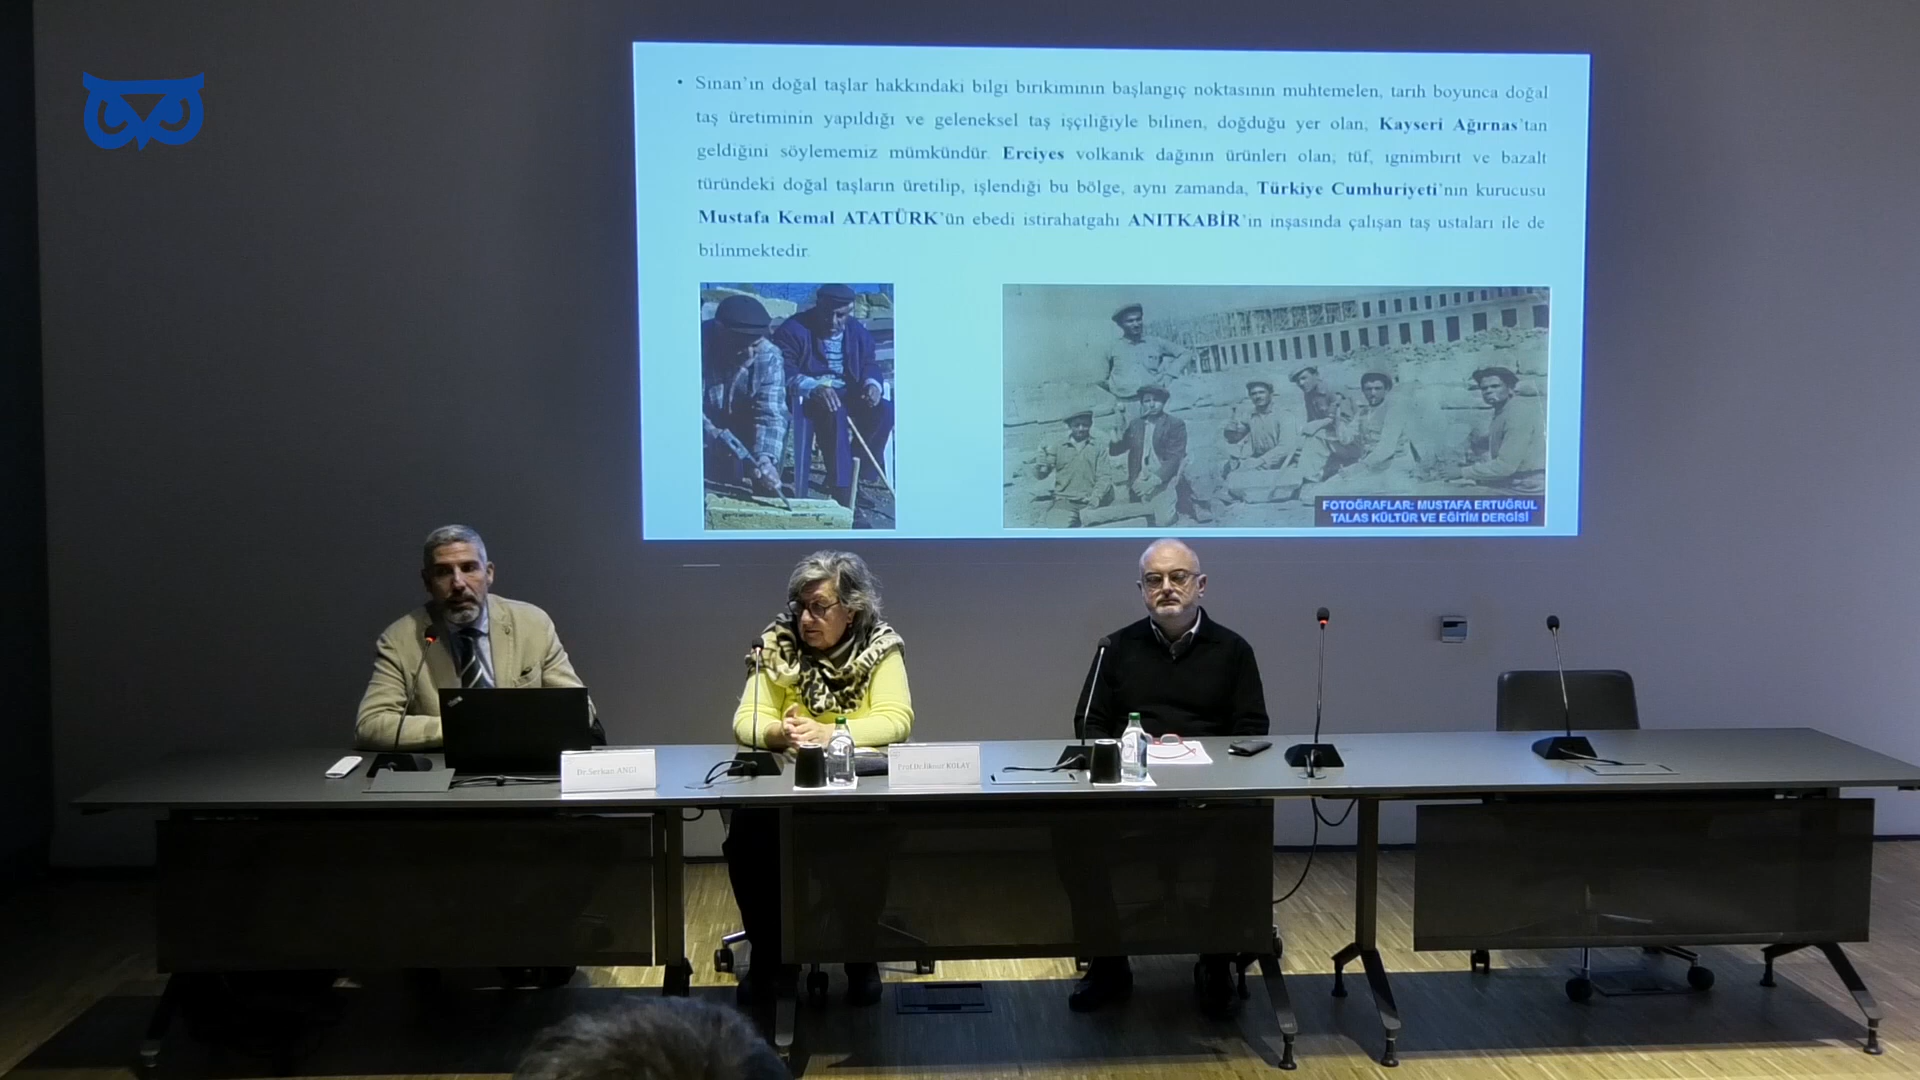 • Sinan’ın doğal taşlar hakkındaki bilgi birikiminin başlangıç noktasının muhtemelen, tarih boyunca doğal
taş üretiminin yapıldığı ve geleneksel taş işçiliğiyle bilinen, doğduğu yer olan, Kayseri Ağırnas’tan
geldiğini söylememiz mümkündür. Erciyes volkanik dağının ürünleri olan; tüf, ignimbirit ve bazalt
türündeki doğal taşların üretilip, işlendiği bu bölge, aynı zamanda, Türkiye Cumhuriyeti’nin kurucusu
Mustafa Kemal ATATÜRK’ün ebedi istirahatgahı ANITKABİR’in inşasında çalışan taş ustaları ile de
bilinmektedir.
FOTOĞRAFLAR: MUSTAFA ERTUĞRUL
TALAS KÜLTÜR VE EĞİTİM DERGİSİ
Dr. Serkan ANGI
Prof. Dr. İlknur KOLAY